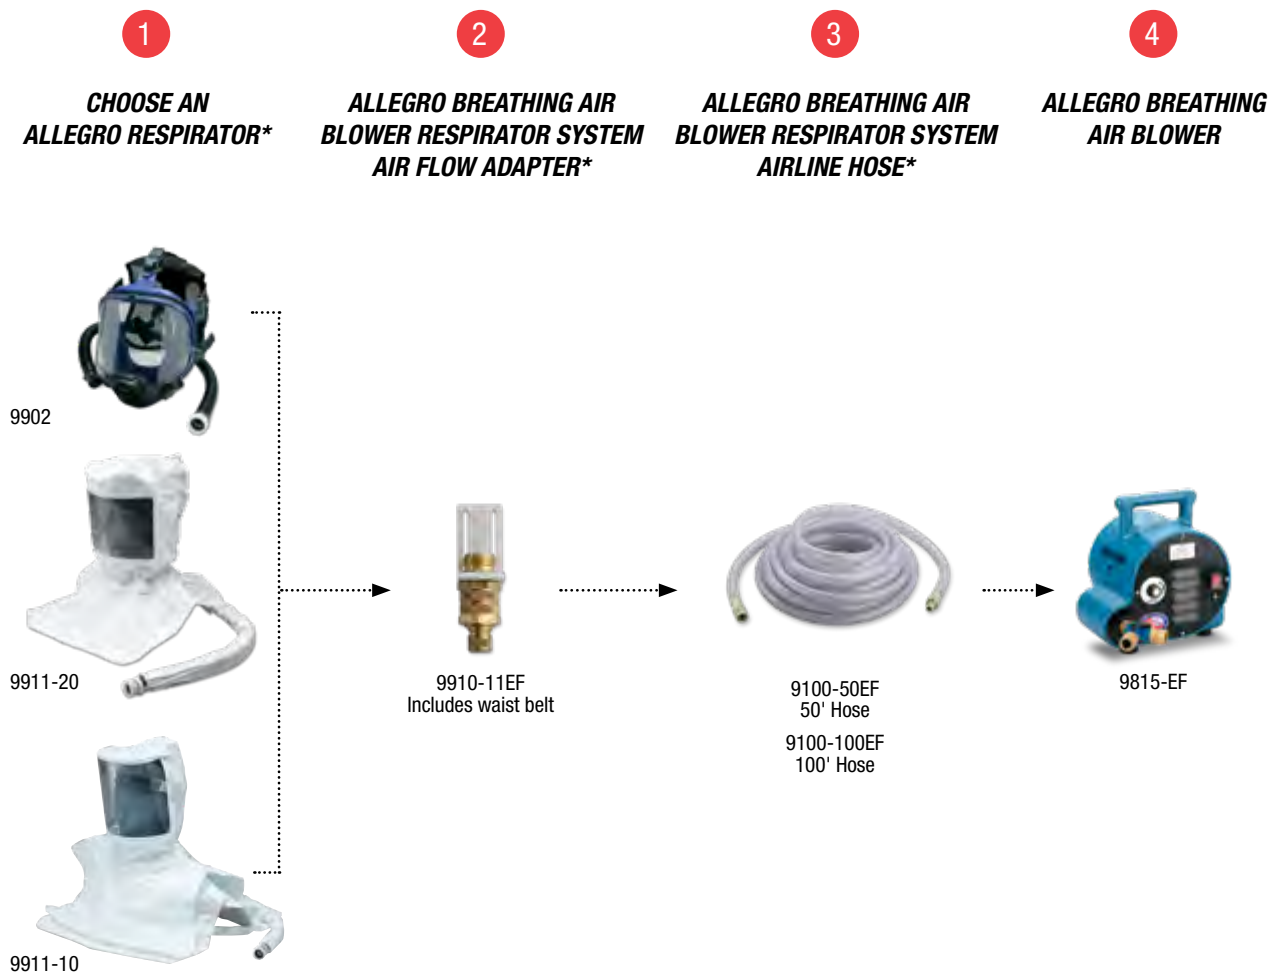 1
CHOOSE AN
ALLEGRO RESPIRATOR*
9902
9911-20
9911-10
2
ALLEGRO BREATHING AIR
BLOWER RESPIRATOR SYSTEM
AIR FLOW ADAPTER*
9910-11EF
Includes waist belt
3
ALLEGRO BREATHING AIR
BLOWER RESPIRATOR SYSTEM
AIRLINE HOSE*
9100-50EF
50' Hose
9100-100EF
100' Hose
4
ALLEGRO BREATHING
AIR BLOWER
9815-EF